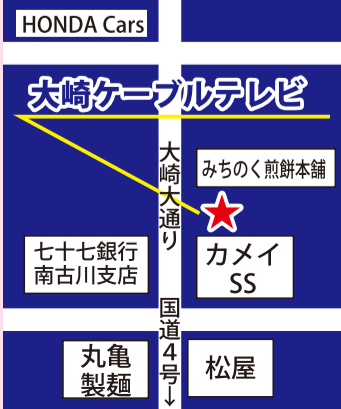 HONDA Cars
大崎ケーブルテレビ
大崎大通り
みちのく煎餅本舗
七十七銀行
南古川支店
カメイ
SS
国道4号→
丸亀
製麺
松屋